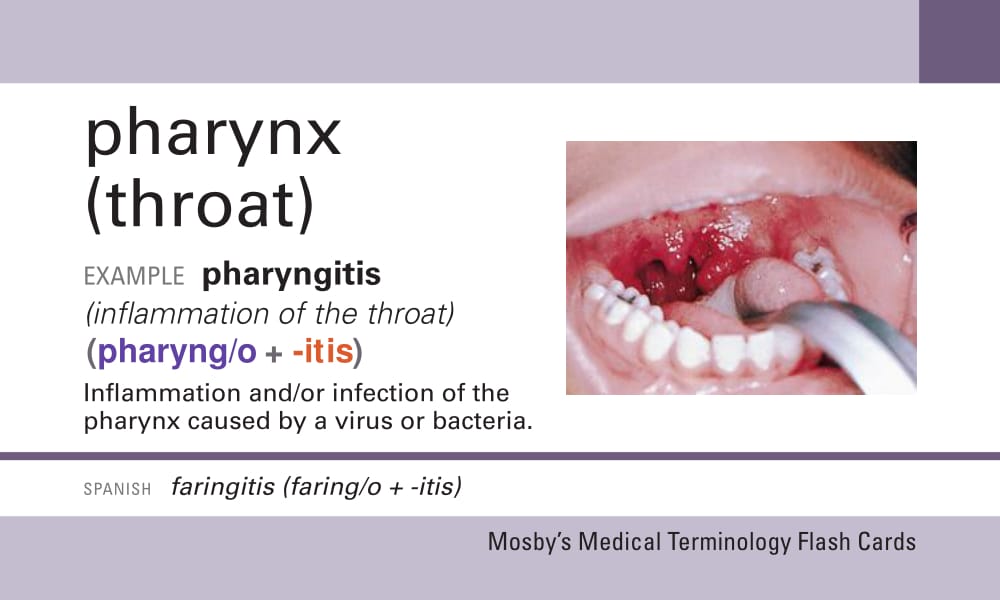 pharynx
(throat)
EXAMPLE pharyngitis
(inflammation of the throat)
(pharyng/o + -itis)
Inflammation and/or infection of the
pharynx caused by a virus or bacteria.
SPANISH faringitis (faring/o + -itis)
Mosby's Medical Terminology Flash Cards